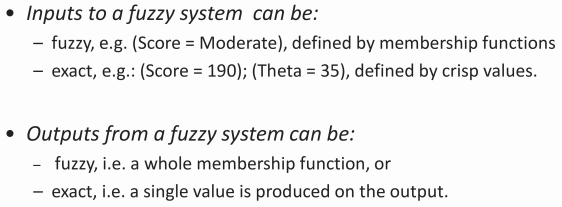 • Inputs to a fuzzy system can be:
– fuzzy, e.g. (Score = Moderate), defined by membership functions
– exact, e.g.: (Score = 190); (Theta = 35), defined by crisp values.
• Outputs from a fuzzy system can be:
– fuzzy, i.e. a whole membership function, or
– exact, i.e. a single value is produced on the output.